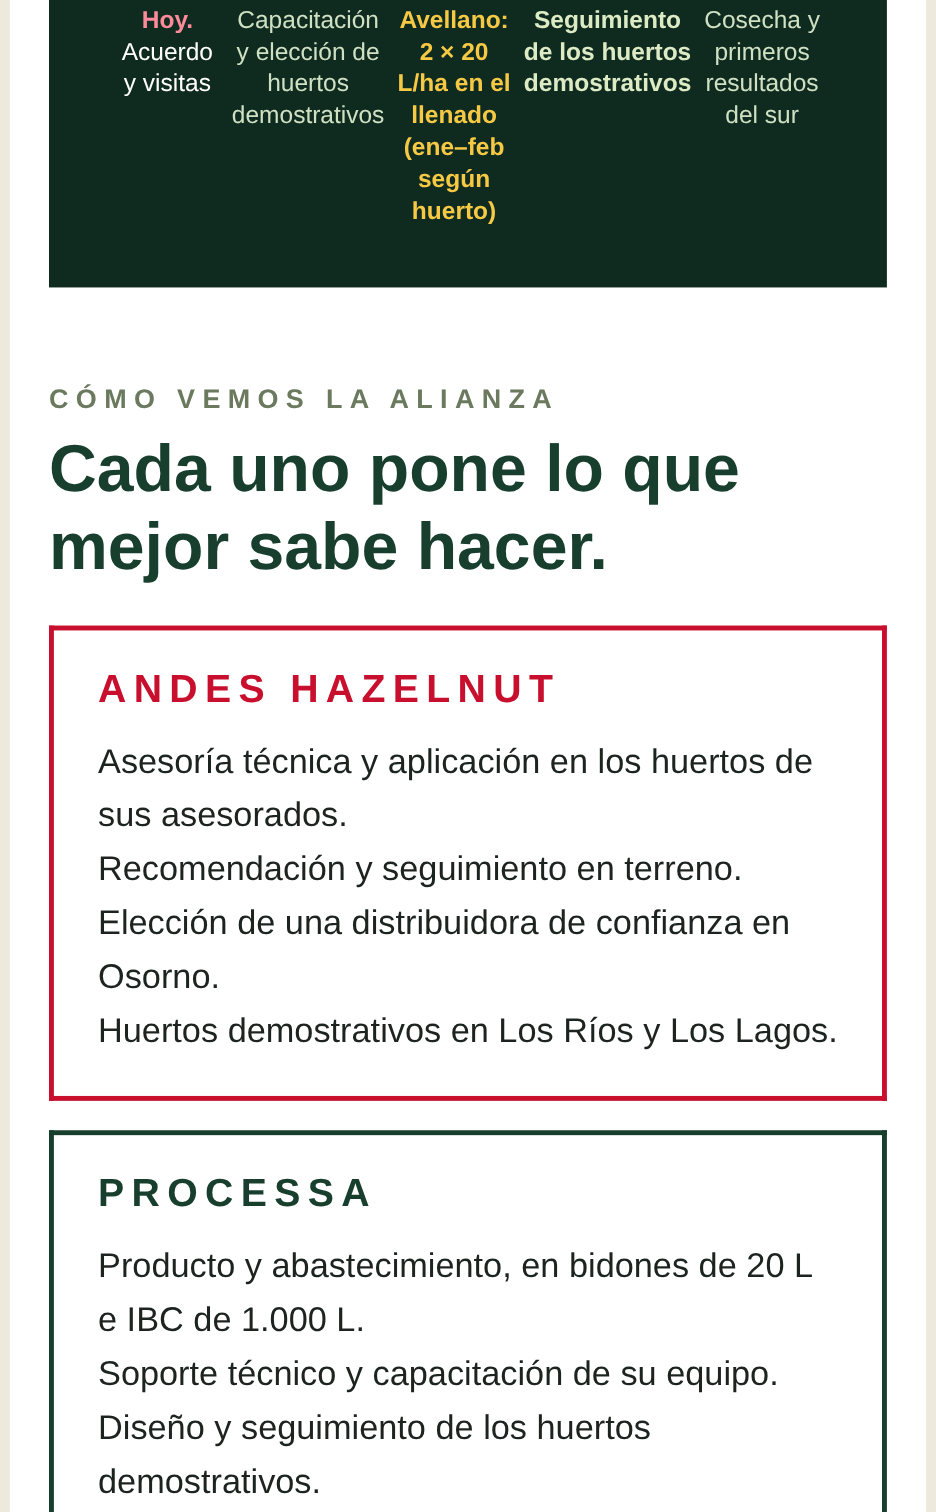 Hoy.
Acuerdo
y visitas
Capacitación
y elección de
huertos
demostrativos
Avellano:
2 × 20
L/ha en el
llenado
(ene–feb
según
huerto)
Seguimiento
de los huertos
demostrativos
Cosecha y
primeros
resultados
del sur
CÓMO VEMOS LA ALIANZA
Cada uno pone lo que
mejor sabe hacer.
ANDES HAZELNUT
Asesoría técnica y aplicación en los huertos de
sus asesorados.
Recomendación y seguimiento en terreno.
Elección de una distribuidora de confianza en
Osorno.
Huertos demostrativos en Los Ríos y Los Lagos.
PROCESSA
Producto y abastecimiento, en bidones de 20 L
e IBC de 1.000 L.
Soporte técnico y capacitación de su equipo.
Diseño y seguimiento de los huertos
demostrativos.